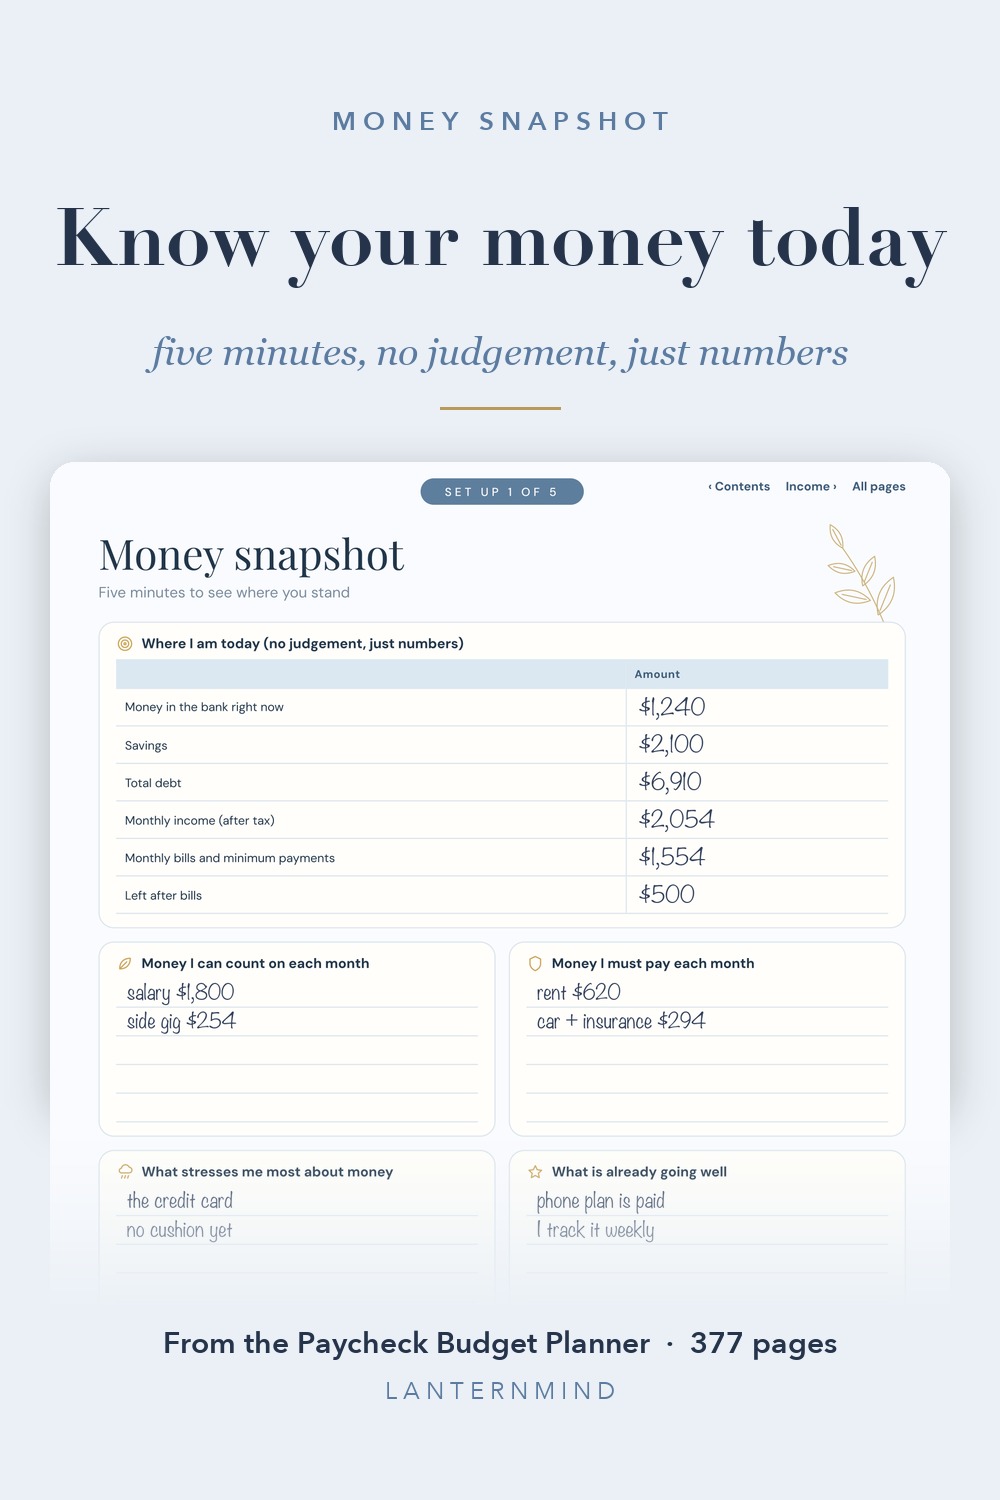 MONEY SNAPSHOT
Know your money today
five minutes, no judgement, just numbers
SET UP 1 OF 5
‹ Contents Income › All pages
Money snapshot
Five minutes to see where you stand
Where I am today (no judgement, just numbers)
Amount
Money in the bank right now $1,240
Savings $2,100
Total debt $6,910
Monthly income (after tax) $2,054
Monthly bills and minimum payments $1,554
Left after bills $500
Money I can count on each month
salary $1,800
side gig $254
Money I must pay each month
rent $620
car + insurance $294
What stresses me most about money
the credit card
no cushion yet
What is already going well
phone plan is paid
I track it weekly
From the Paycheck Budget Planner · 377 pages
LANTERNMIND